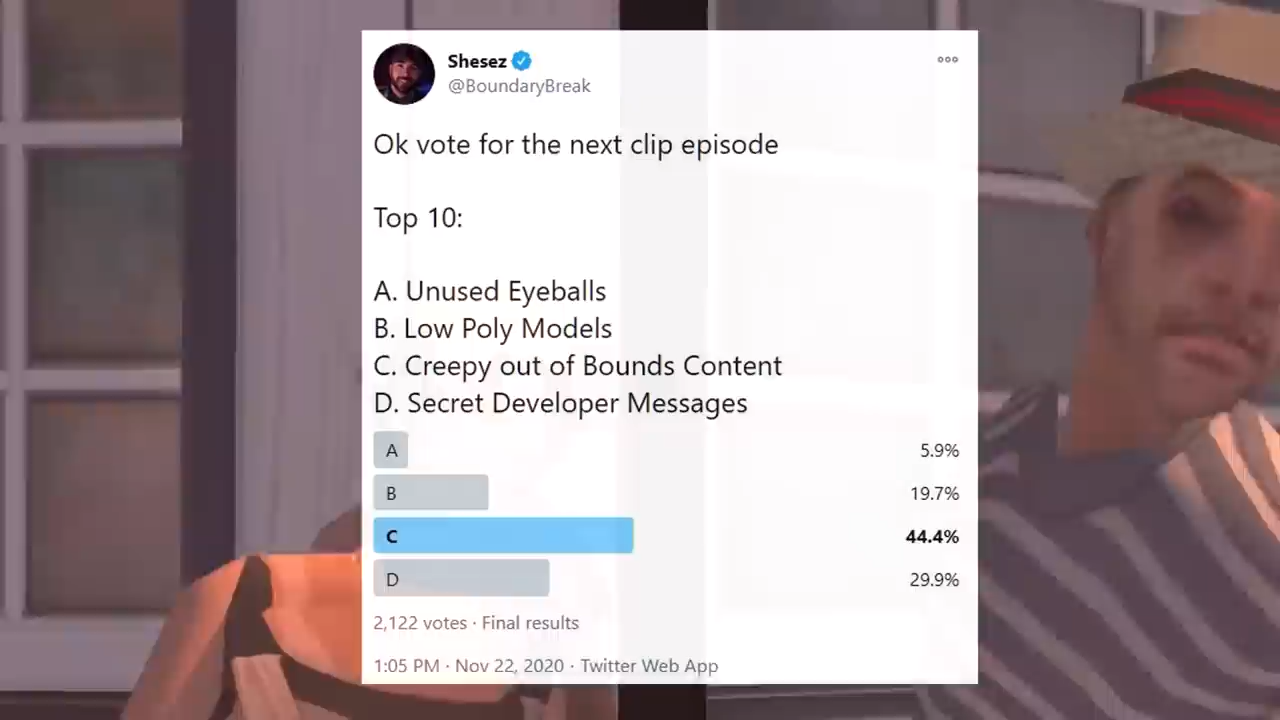 Shesez
@BoundaryBreak
Ok vote for the next clip episode
Top 10:
A. Unused Eyeballs
B. Low Poly Models
C. Creepy out of Bounds Content
D. Secret Developer Messages
A 5.9%
B 19.7%
C 44.4%
D 29.9%
2,122 votes · Final results
1:05 PM · Nov 22, 2020 · Twitter Web App